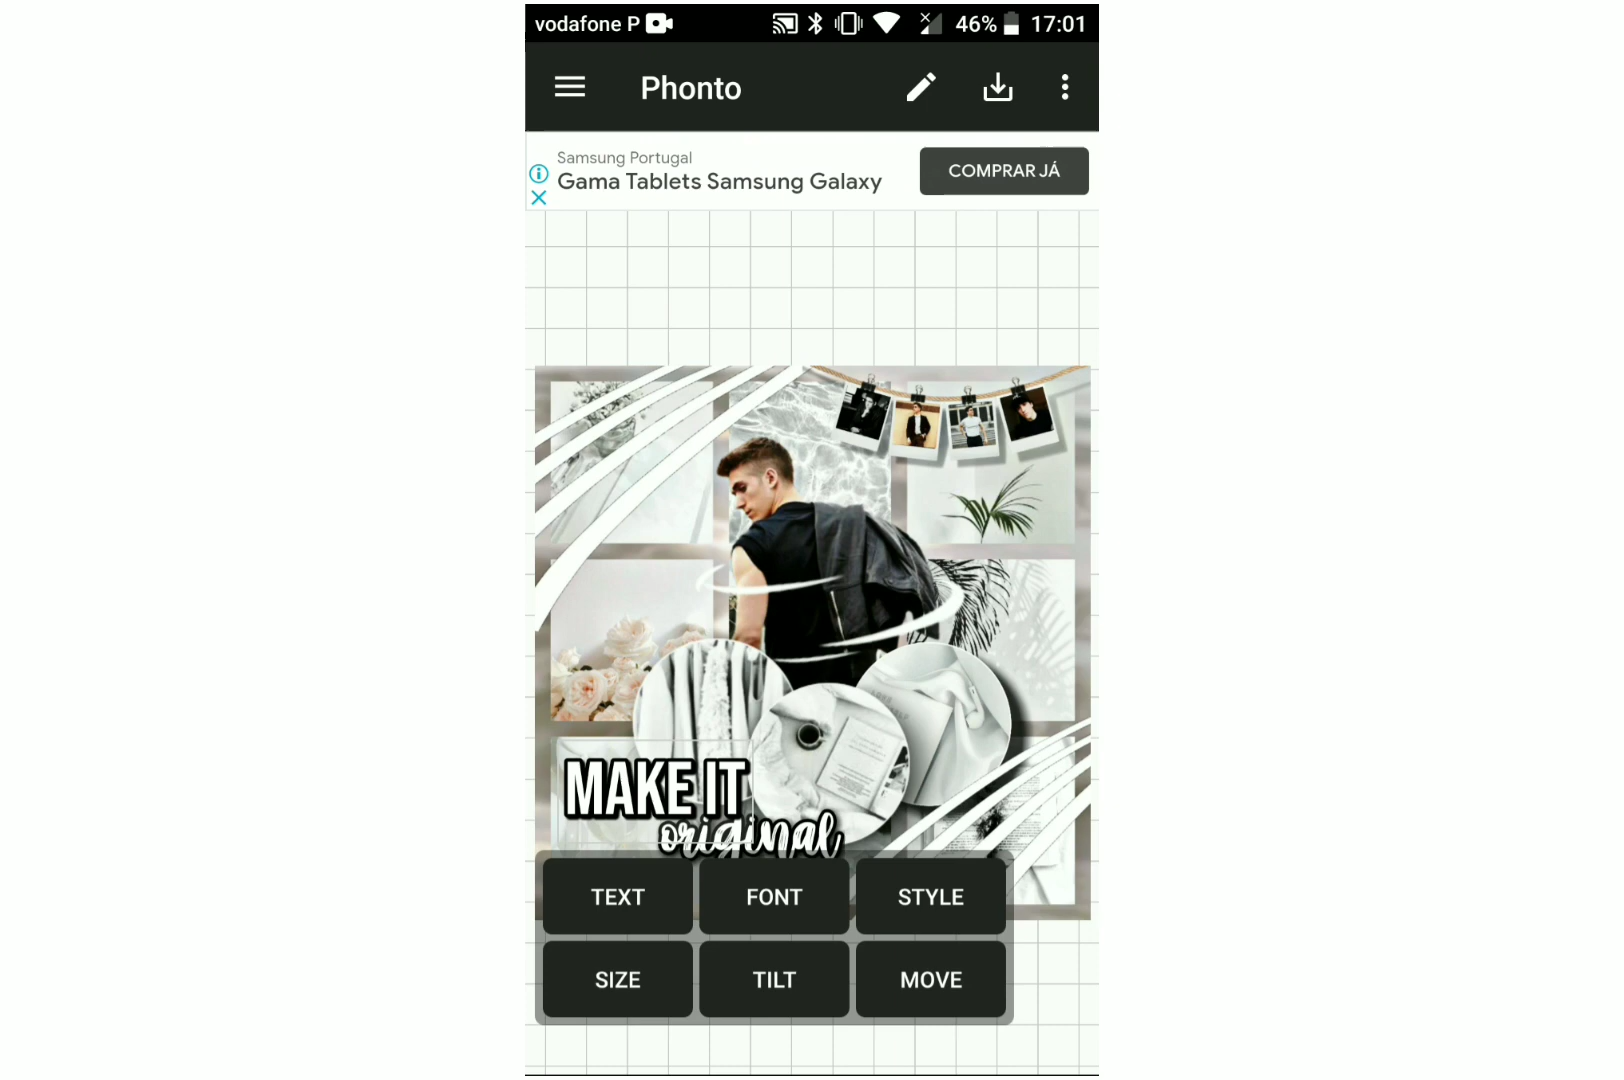 vodafone P 46% 17:01
Phonto
Samsung Portugal
Gama Tablets Samsung Galaxy
COMPRAR JÁ
MAKE IT
original
TEXT FONT STYLE
SIZE TILT MOVE